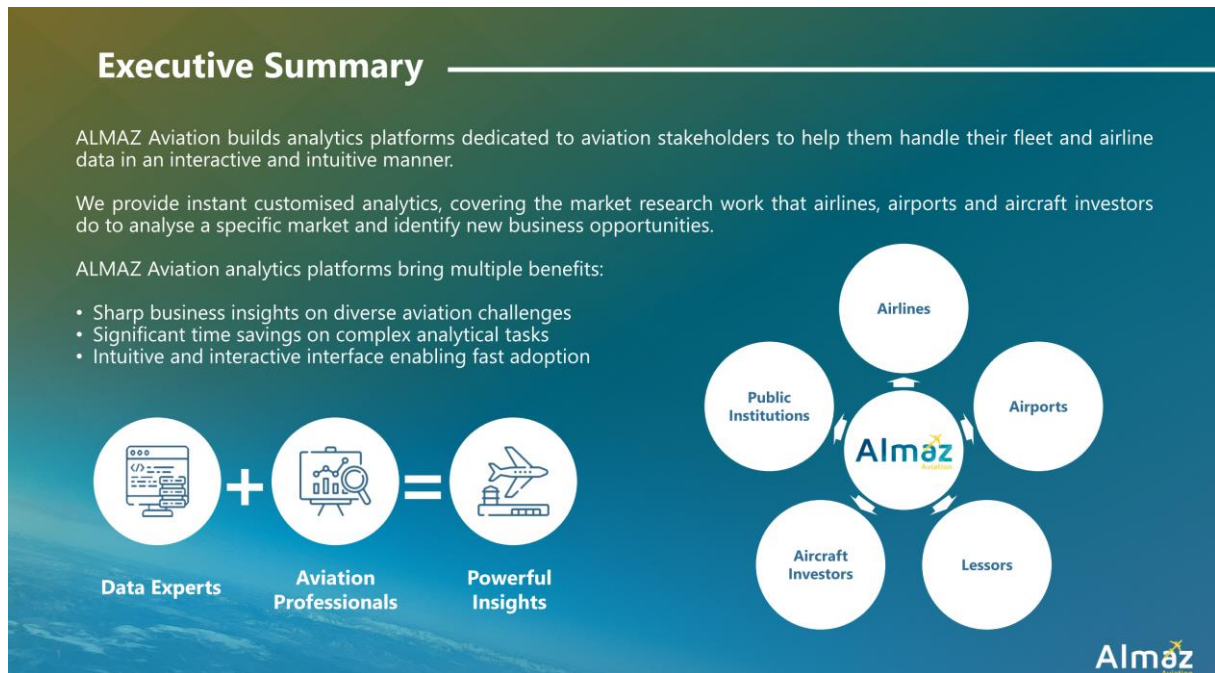 Executive Summary
ALMAZ Aviation builds analytics platforms dedicated to aviation stakeholders to help them handle their fleet and airline
data in an interactive and intuitive manner.
We provide instant customised analytics, covering the market research work that airlines, airports and aircraft investors
do to analyse a specific market and identify new business opportunities.
ALMAZ Aviation analytics platforms bring multiple benefits:
• Sharp business insights on diverse aviation challenges
• Significant time savings on complex analytical tasks
• Intuitive and interactive interface enabling fast adoption
</>
+
=
Data Experts
Aviation
Professionals
Powerful
Insights
Airlines
Public
Institutions
Airports
Almaz
Aviation
Aircraft
Investors
Lessors
Almaz
Aviation